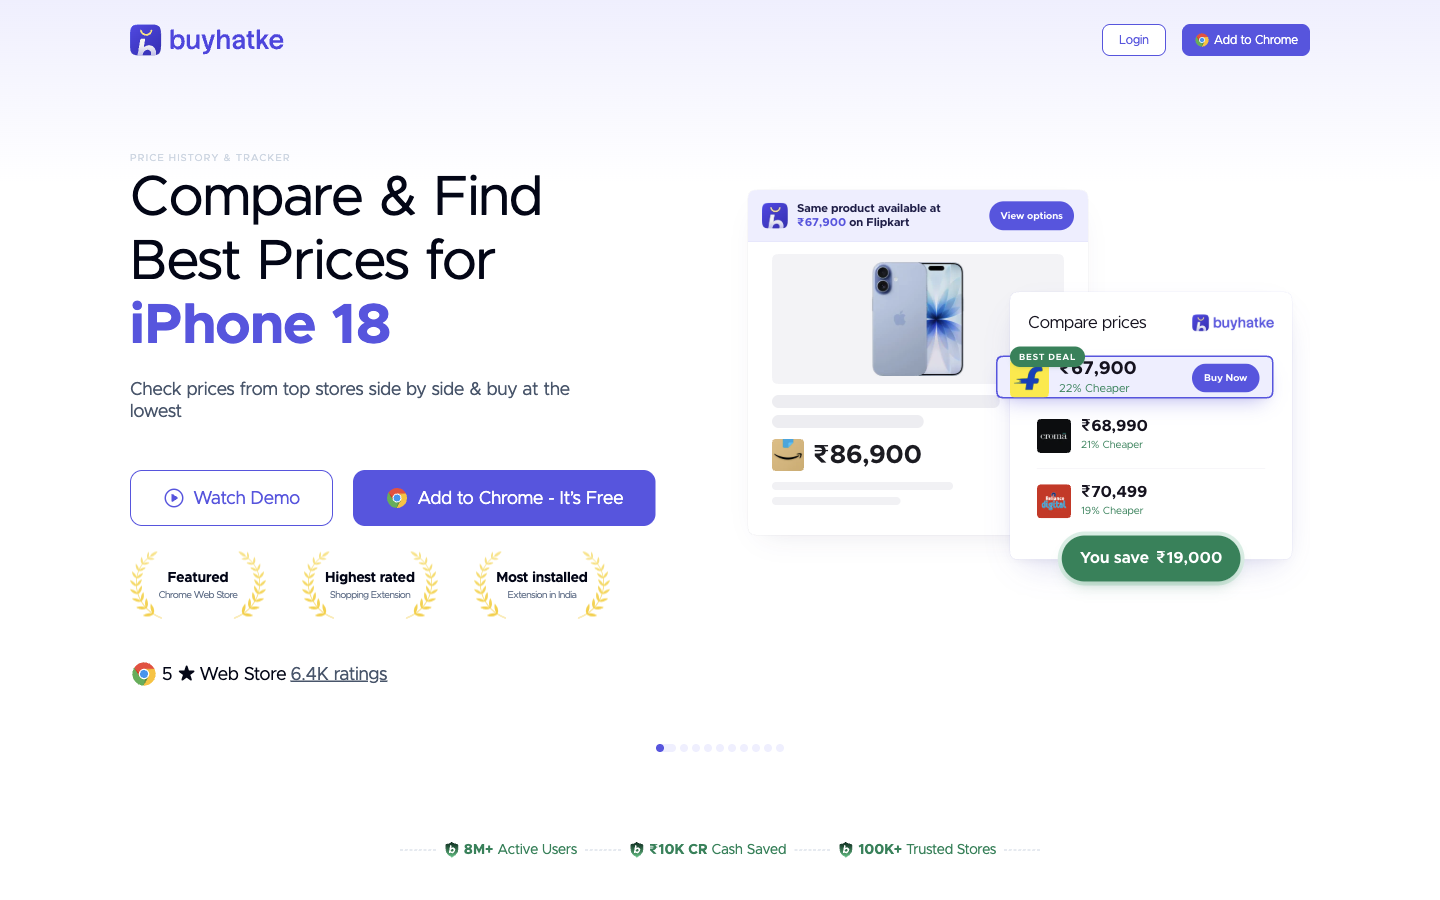 buyhatke
Login
Add to Chrome
PRICE HISTORY & TRACKER
Compare & Find
Best Prices for
iPhone 18
Check prices from top stores side by side & buy at the
lowest
Watch Demo
Add to Chrome - It's Free
Featured
Chrome Web Store
Highest rated
Shopping Extension
Most installed
Extension in India
5 ★ Web Store 6.4K ratings
Same product available at
₹67,900 on Flipkart
View options
₹86,900
Compare prices
buyhatke
BEST DEAL
₹67,900
22% Cheaper
Buy Now
croma
₹68,990
21% Cheaper
Reliance
digital
₹70,499
19% Cheaper
You save ₹19,000
8M+ Active Users
₹10K CR Cash Saved
100K+ Trusted Stores